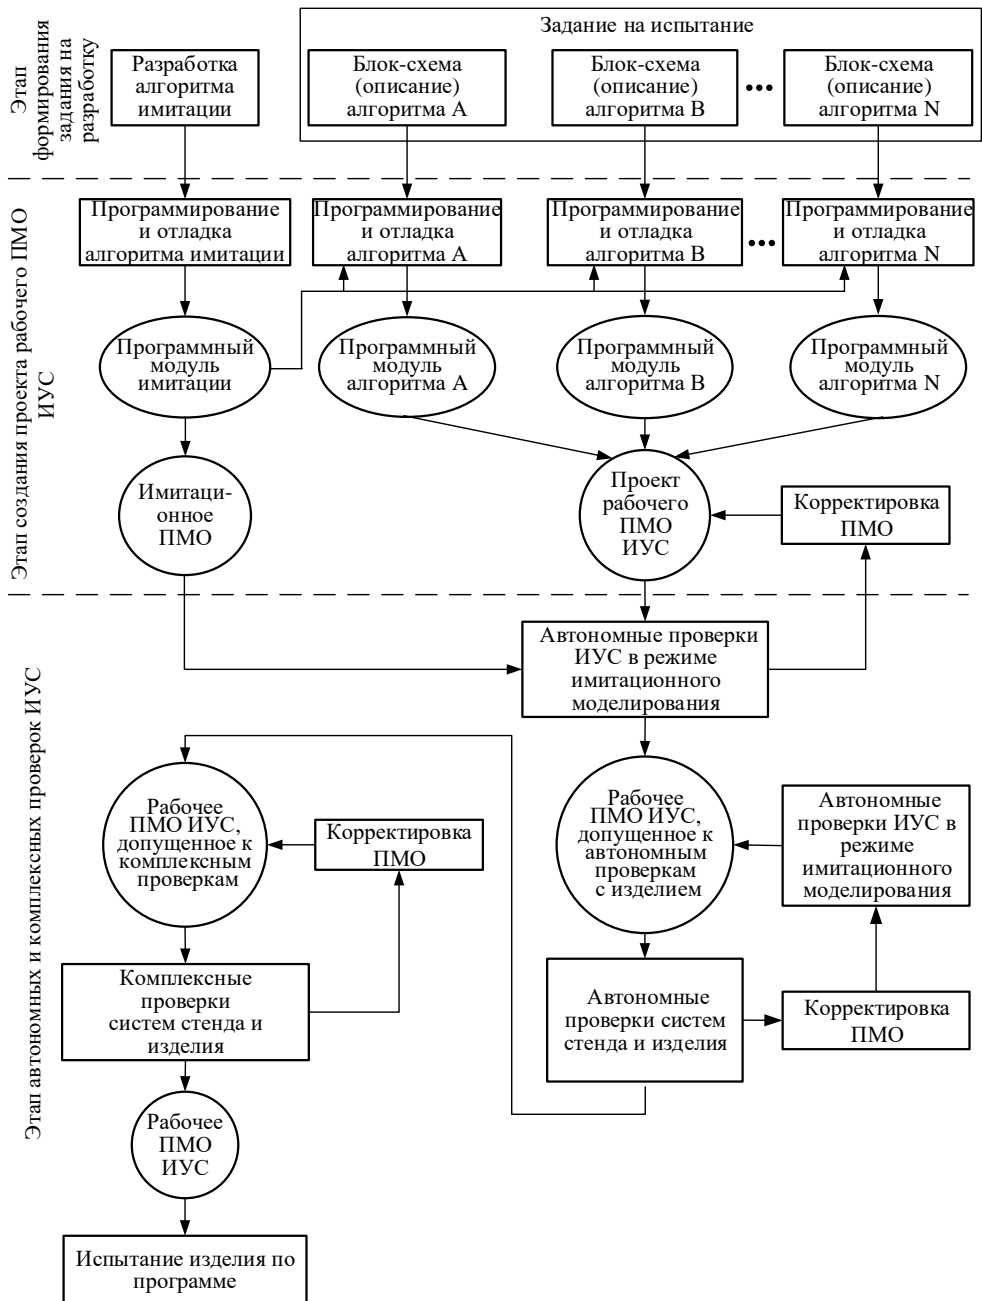 Этап
формирования
задания на
разработку
Задание на испытание
Разработка
алгоритма
имитации
Блок-схема
(описание)
алгоритма A
Блок-схема
(описание)
алгоритма B
•••
Блок-схема
(описание)
алгоритма N
Этап создания проекта рабочего ПМО
ИУС
Программирование
и отладка
алгоритма имитации
Программирование
и отладка
алгоритма A
Программирование
и отладка
алгоритма B
•••
Программирование
и отладка
алгоритма N
Программный
модуль
имитации
Программный
модуль
алгоритма A
Программный
модуль
алгоритма B
Программный
модуль
алгоритма N
Имитаци-
онное
ПМО
Проект
рабочего
ПМО
ИУС
Корректировка
ПМО
Этап автономных и комплексных проверок ИУС
Автономные проверки
ИУС в режиме
имитационного
моделирования
Рабочее
ПМО ИУС,
допущенное к
комплексным
проверкам
Корректировка
ПМО
Рабочее
ПМО ИУС,
допущенное к
автономным
проверкам
с изделием
Автономные
проверки ИУС в
режиме
имитационного
моделирования
Комплексные
проверки
систем стенда и
изделия
Автономные
проверки систем
стенда и изделия
Корректировка
ПМО
Рабочее
ПМО
ИУС
Испытание изделия по
программе